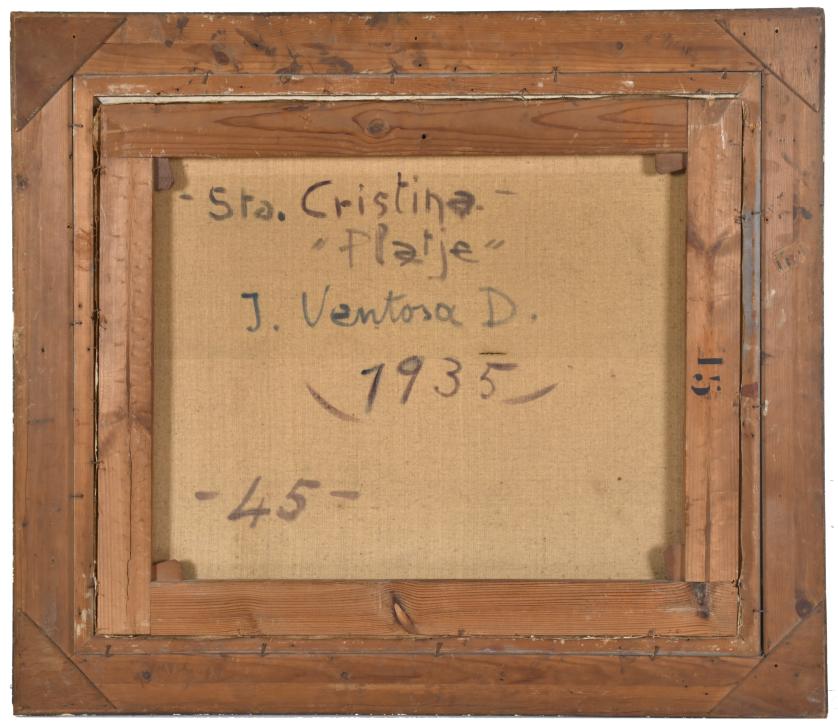 - Sta. Cristina. -
"Platje"
J. Ventosa D.
1935
- 45 -
15